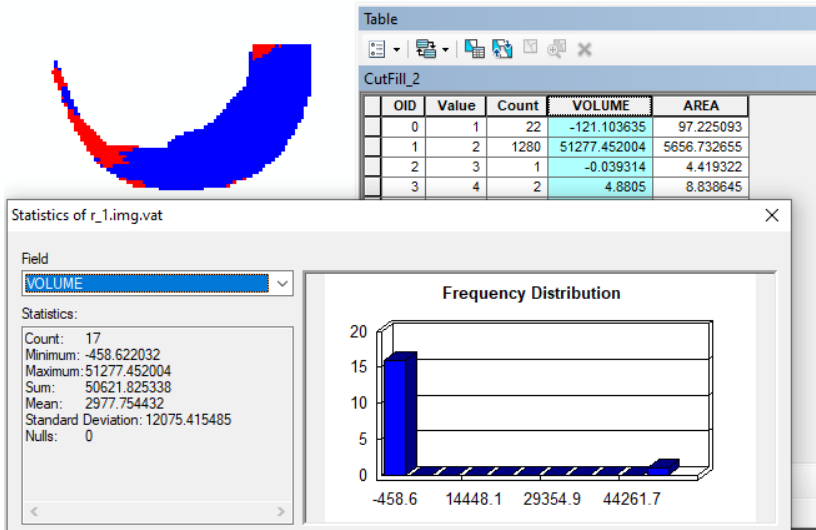 Table
CutFill_2
OID Value Count VOLUME AREA
0 1 22 -121.103635 97.225093
1 2 1280 51277.452004 5656.732655
2 3 1 -0.039314 4.419322
3 4 2 4.8805 8.838645
Statistics of r_1.img.vat
Field
VOLUME
Statistics:
Count: 17
Minimum: -458.622032
Maximum: 51277.452004
Sum: 50621.825338
Mean: 2977.754432
Standard Deviation: 12075.415485
Nulls: 0
Frequency Distribution
20
15
10
5
0
-458.6 14448.1 29354.9 44261.7